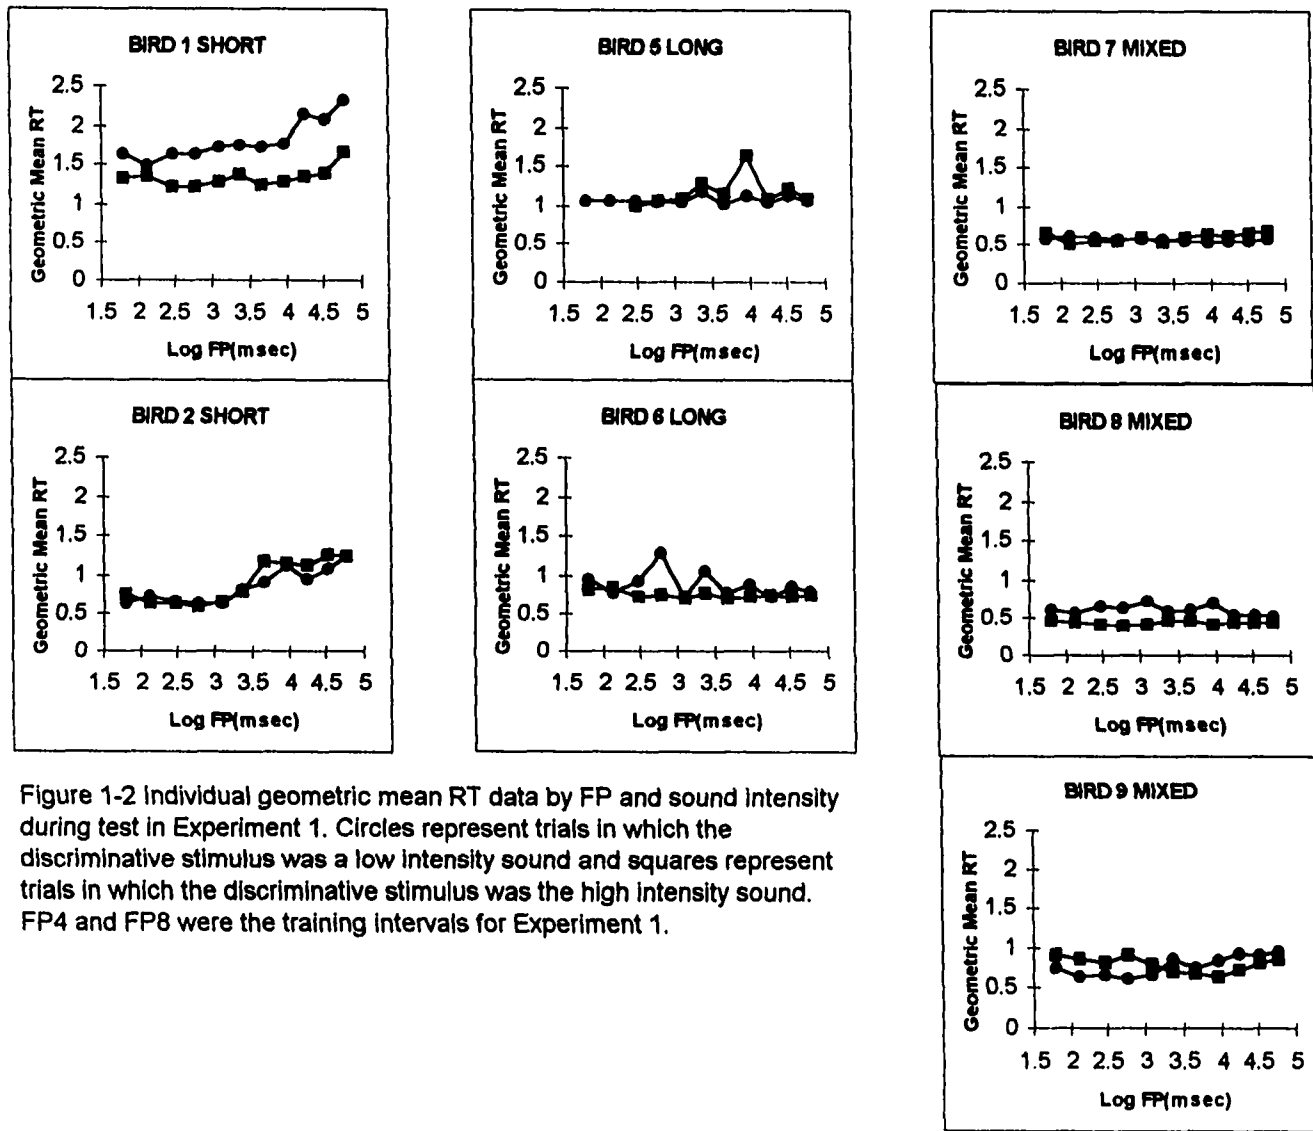 BIRD 1 SHORT
Geometric Mean RT
2.5
2
1.5
1
0.5
0
1.5 2 2.5 3 3.5 4 4.5 5
Log FP(msec)
BIRD 2 SHORT
Geometric Mean RT
2.5
2
1.5
1
0.5
0
1.5 2 2.5 3 3.5 4 4.5 5
Log FP(msec)
BIRD 5 LONG
Geometric Mean RT
2.5
2
1.5
1
0.5
0
1.5 2 2.5 3 3.5 4 4.5 5
Log FP(msec)
BIRD 6 LONG
Geometric Mean RT
2.5
2
1.5
1
0.5
0
1.5 2 2.5 3 3.5 4 4.5 5
Log FP(msec)
BIRD 7 MIXED
Geometric Mean RT
2.5
2
1.5
1
0.5
0
1.5 2 2.5 3 3.5 4 4.5 5
Log FP(msec)
BIRD 8 MIXED
Geometric Mean RT
2.5
2
1.5
1
0.5
0
1.5 2 2.5 3 3.5 4 4.5 5
Log FP(msec)
BIRD 9 MIXED
Geometric Mean RT
2.5
2
1.5
1
0.5
0
1.5 2 2.5 3 3.5 4 4.5 5
Log FP(msec)
Figure 1-2 Individual geometric mean RT data by FP and sound intensity
during test in Experiment 1. Circles represent trials in which the
discriminative stimulus was a low intensity sound and squares represent
trials in which the discriminative stimulus was the high intensity sound.
FP4 and FP8 were the training intervals for Experiment 1.